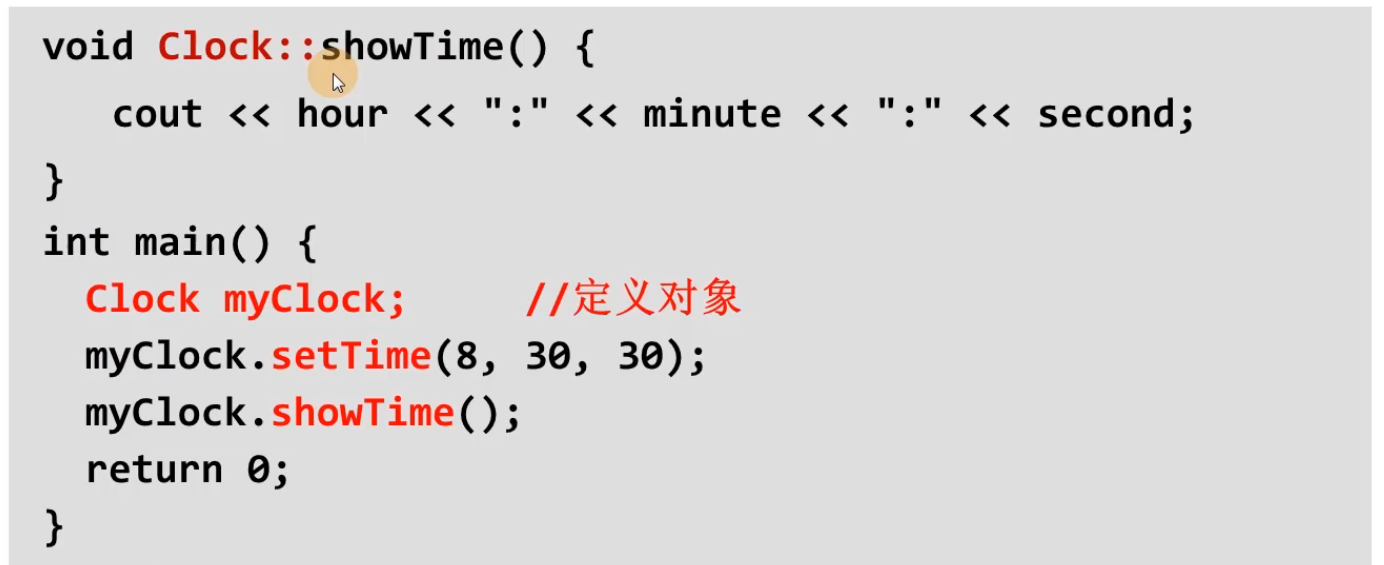 void Clock::showTime() {
cout << hour << ":" << minute << ":" << second;
}
int main() {
Clock myClock; //定义对象
myClock.setTime(8, 30, 30);
myClock.showTime();
return 0;
}